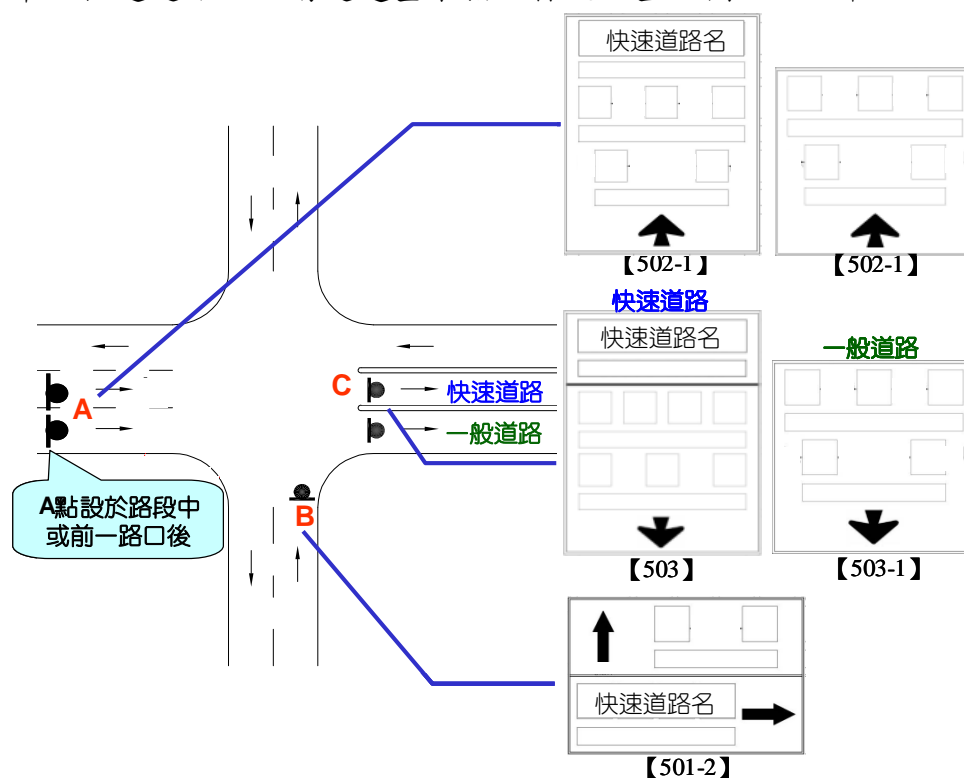 快速道路名
【502-1】
【502-1】
快速道路
快速道路名
一般道路
C
快速道路
A
一般道路
A點設於路段中
或前一路口後
B
【503】
【503-1】
快速道路名
【501-2】